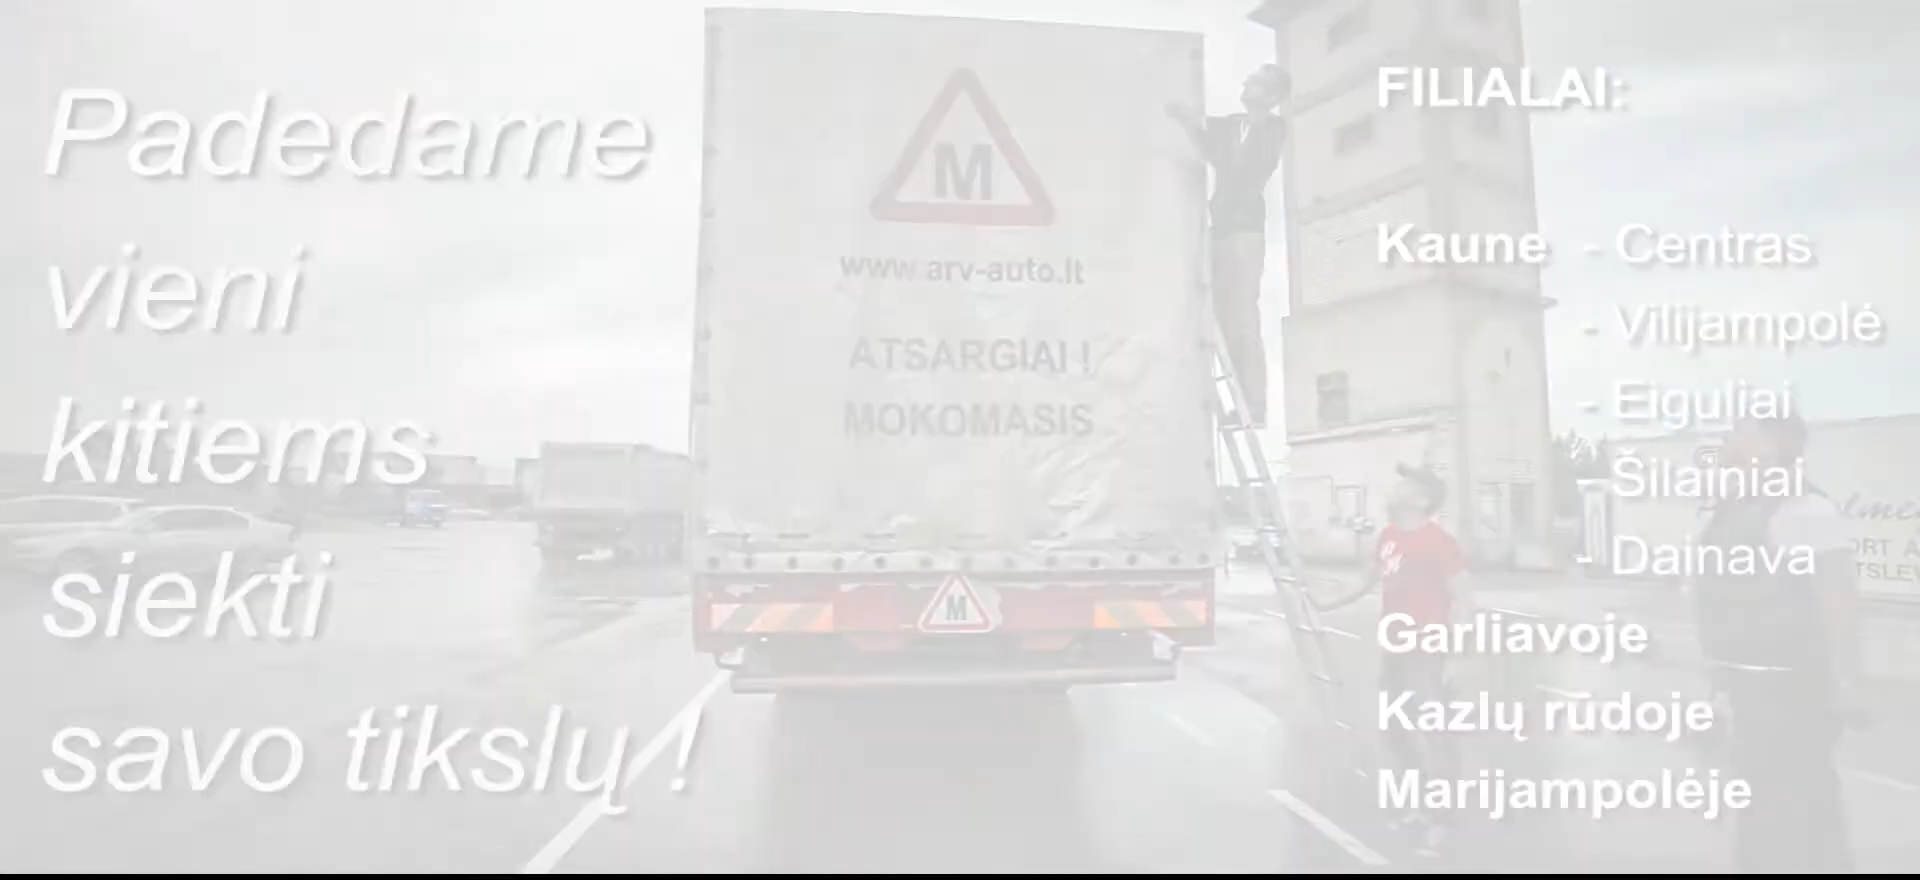 Padedame
vieni
kitiems
siekti
savo tikslų !
M
www.arv-auto.lt
ATSARGIAI !
MOKOMASIS
M
FILIALAI:
Kaune - Centras
- Vilijampolė
- Eiguliai
- Šilainiai
- Dainava
Garliavoje
Kazlų rūdoje
Marijampolėje